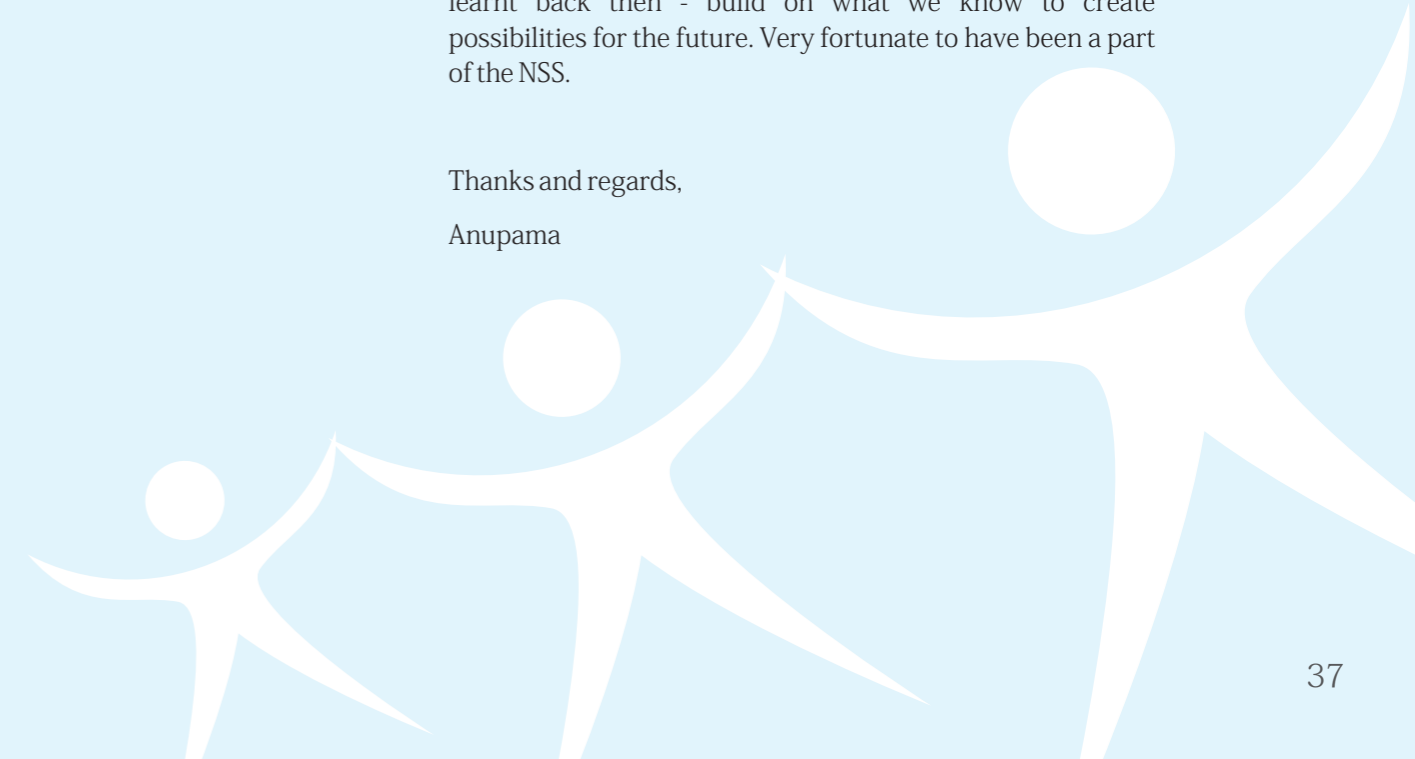 learnt back then - build on what we know to create
possibilities for the future. Very fortunate to have been a part
of the NSS.
Thanks and regards,
Anupama
37